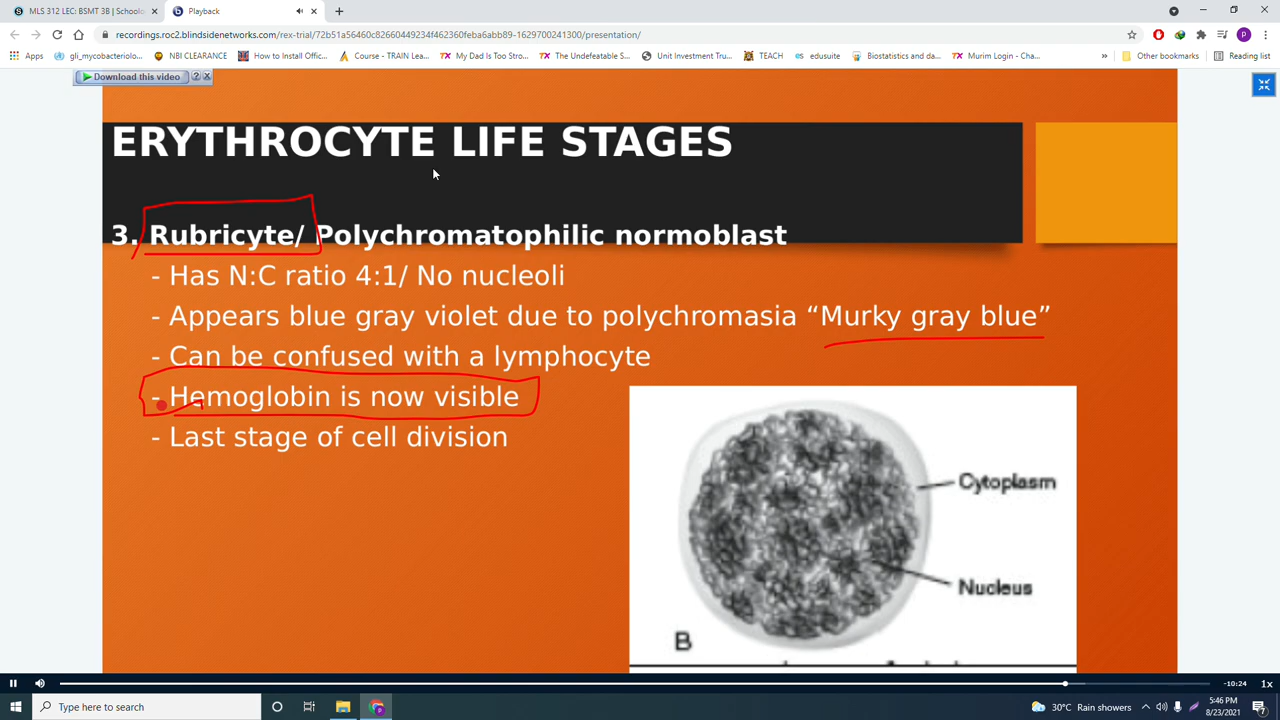 MLS 312 LEC: BSMT 3B | Schoolo
Playback
recordings.roc2.blindsidenetworks.com/rex-trial/72b51a56460c82660449234f462360feba6abb89-1629700241300/presentation/
Apps
gli_mycobacteriolo...
NBI CLEARANCE
How to Install Offic...
Course - TRAIN Lea...
My Dad Is Too Stro...
The Undefeatable S...
Unit Investment Tru...
TEACH
edusuite
Biostatistics and da...
Murim Login - Cha...
»
Other bookmarks
Reading list
Download this video
ERYTHROCYTE LIFE STAGES
3. Rubricyte/ Polychromatophilic normoblast
- Has N:C ratio 4:1/ No nucleoli
- Appears blue gray violet due to polychromasia “Murky gray blue”
- Can be confused with a lymphocyte
- Hemoglobin is now visible
- Last stage of cell division
Cytoplasm
Nucleus
B
-10:24
1x
Type here to search
30°C Rain showers
5:46 PM
8/23/2021